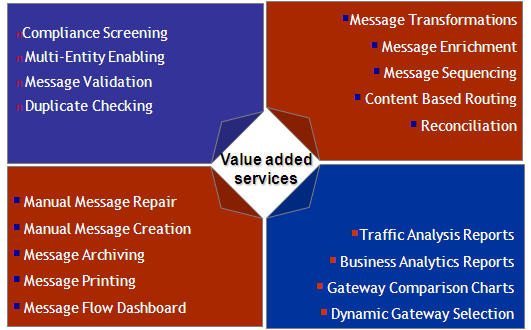 Compliance Screening
Multi-Entity Enabling
Message Validation
Duplicate Checking
Message Transformations
Message Enrichment
Message Sequencing
Content Based Routing
Reconciliation
Value added
services
Manual Message Repair
Manual Message Creation
Message Archiving
Message Printing
Message Flow Dashboard
Traffic Analysis Reports
Business Analytics Reports
Gateway Comparison Charts
Dynamic Gateway Selection